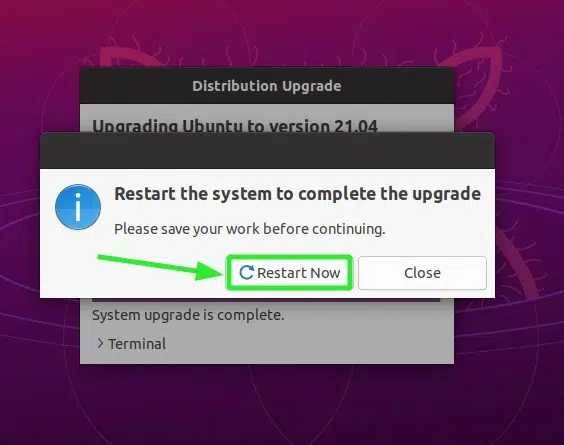 Distribution Upgrade
Upgrading Ubuntu to version 21.04
Restart the system to complete the upgrade
Please save your work before continuing.
Restart Now
Close
System upgrade is complete.
Terminal